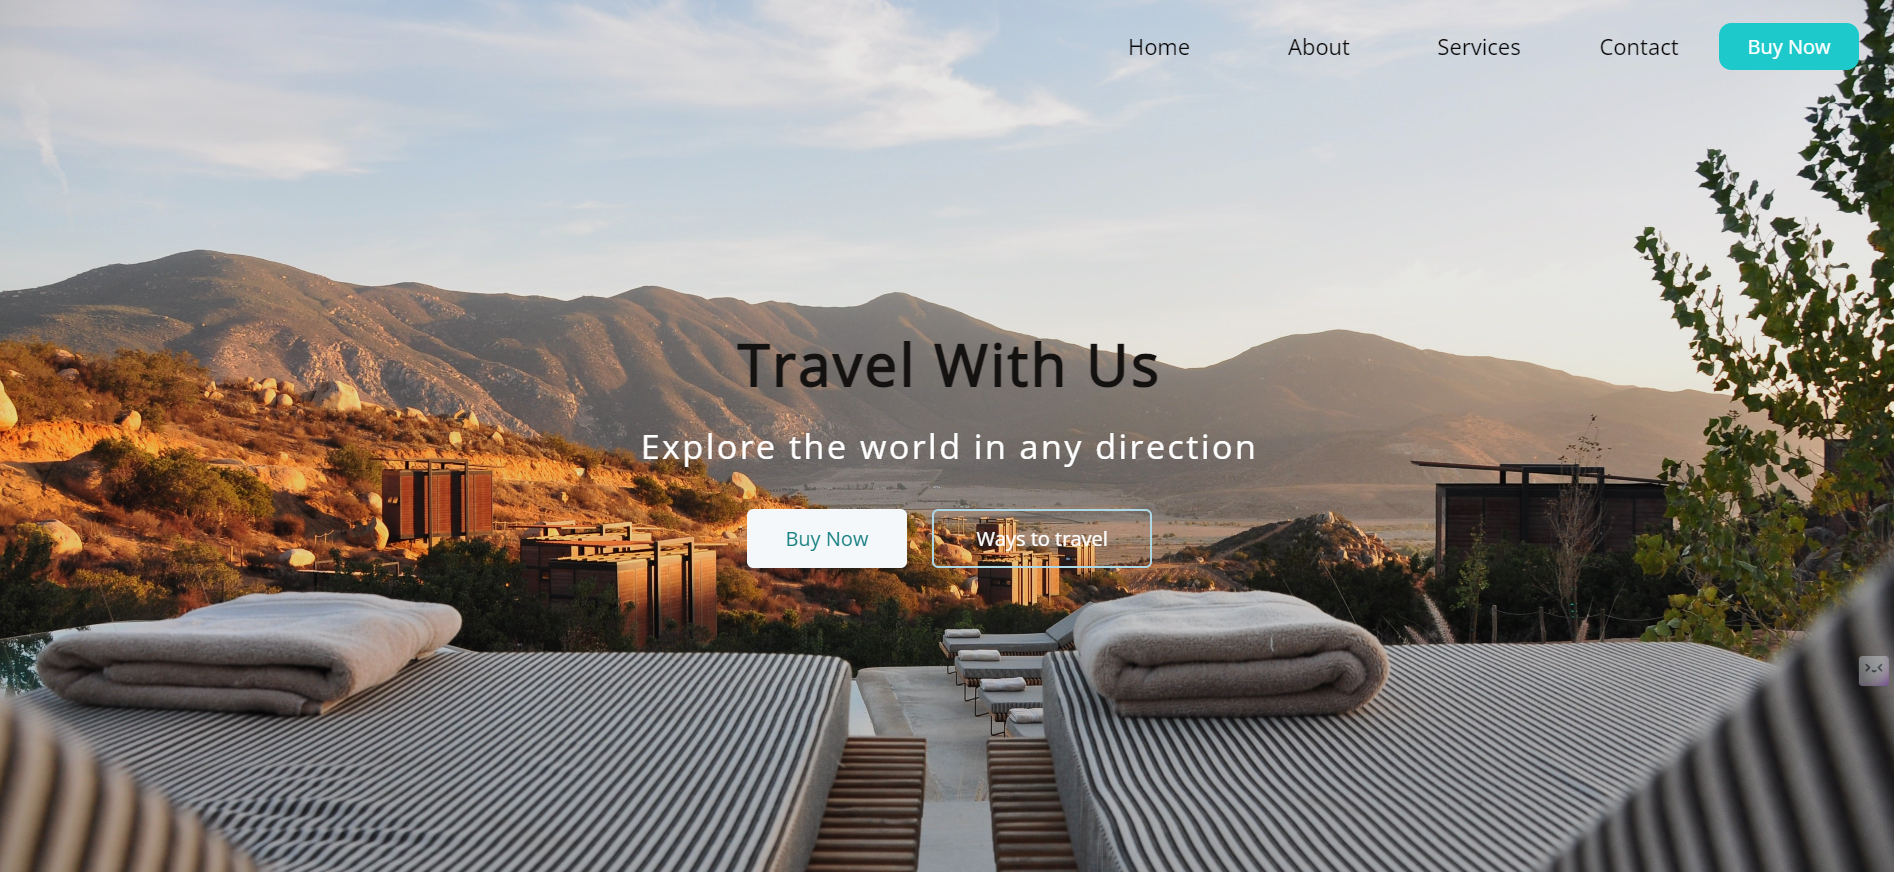 Home About Services Contact Buy Now
Travel With Us
Explore the world in any direction
Buy Now Ways to travel